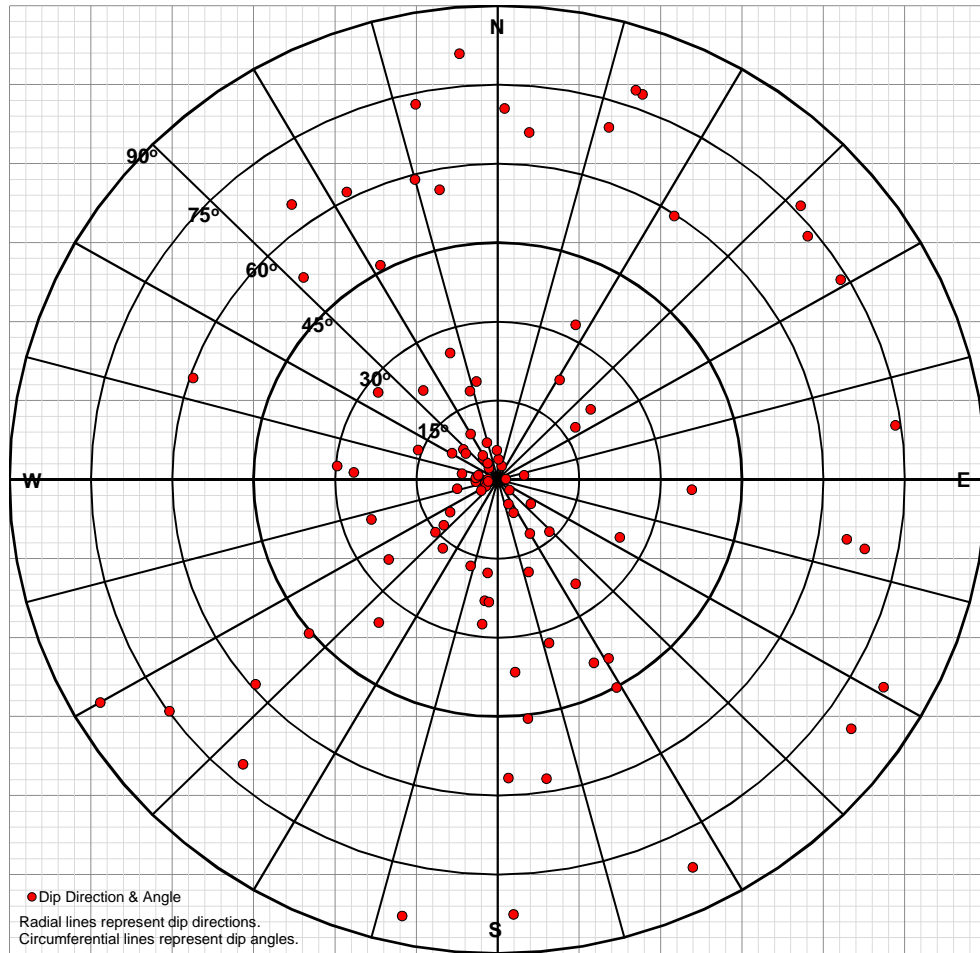 N
90°
75°
60°
45°
30°
15°
W
E
S
Dip Direction & Angle
Radial lines represent dip directions.
Circumferential lines represent dip angles.